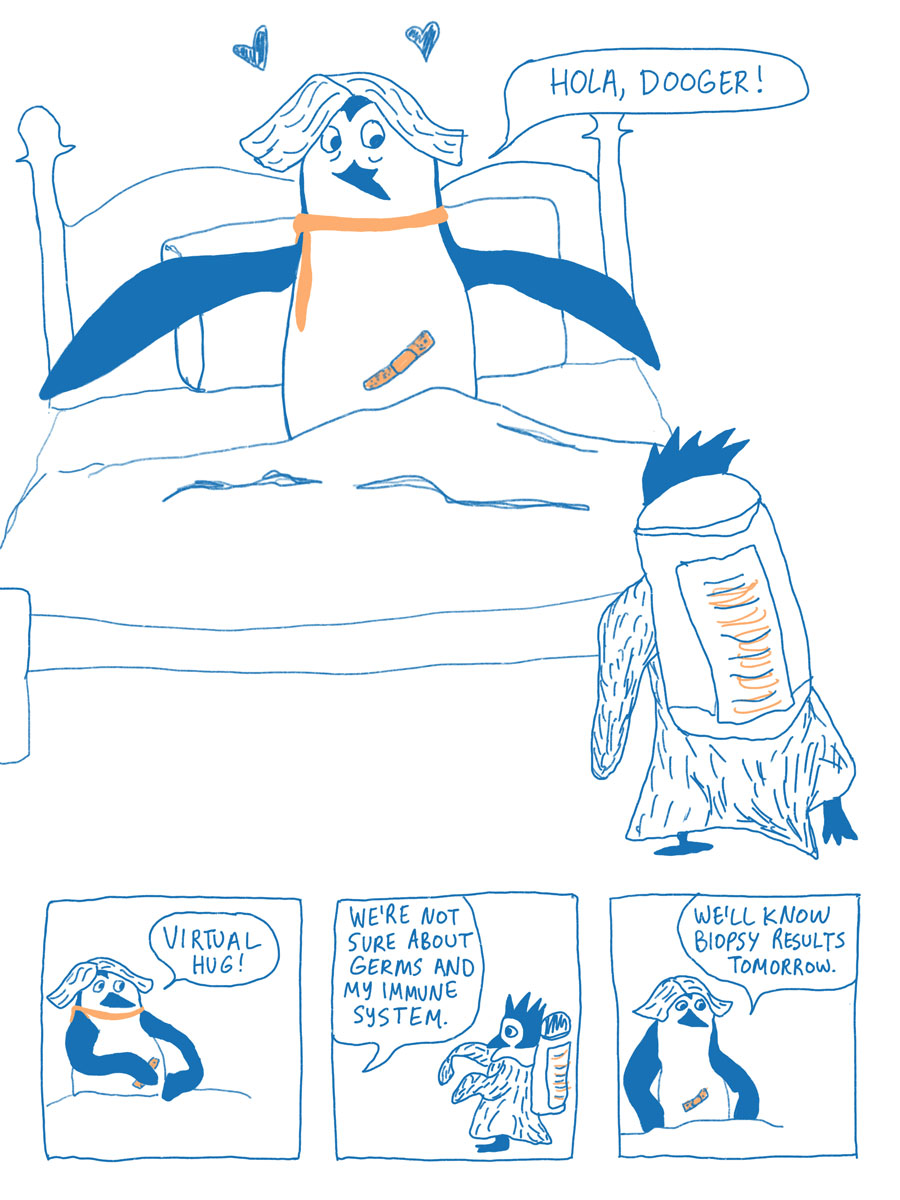 HOLA, DOOGER!
VIRTUAL
HUG!
WE'RE NOT
SURE ABOUT
GERMS AND
MY IMMUNE
SYSTEM.
WE'LL KNOW
BIOPSY RESULTS
TOMORROW.